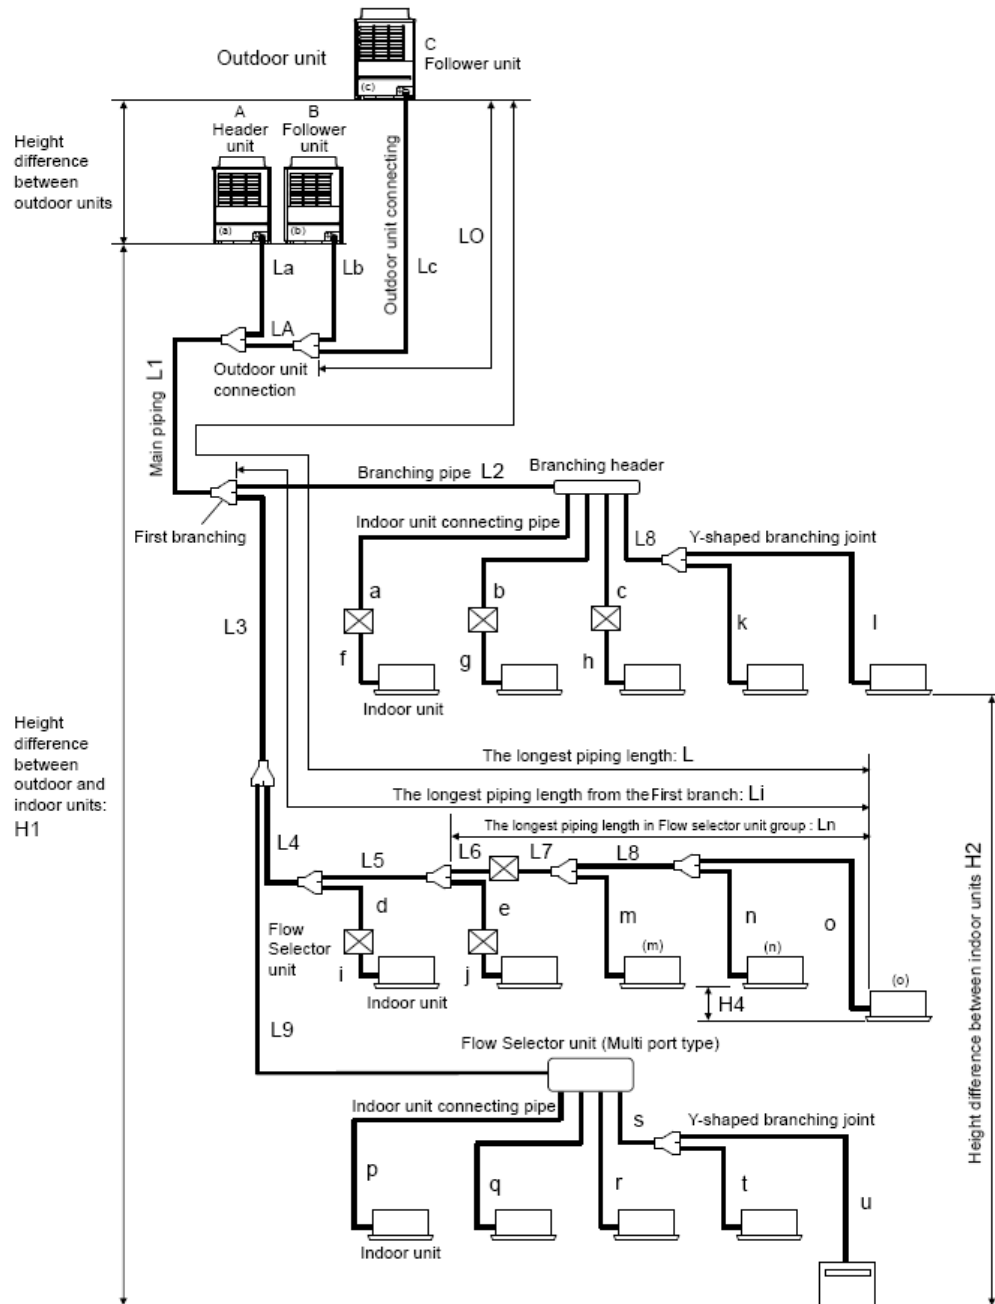 Outdoor unit
C
Follower unit
(c)
Height
difference
between
outdoor units
A
Header
unit
B
Follower
unit
(a)
(b)
Outdoor unit connecting
LO
La
Lb
Lc
LA
Outdoor unit
connection
Main piping L1
Branching pipe L2
Branching header
First branching
Indoor unit connecting pipe
L8
Y-shaped branching joint
a
b
c
k
l
L3
f
g
h
Indoor unit
Height
difference
between
outdoor and
indoor units:
H1
The longest piping length: L
The longest piping length from the First branch: Li
The longest piping length in Flow selector unit group : Ln
L4
L5
L6
L7
L8
d
e
m
n
o
Flow
Selector
unit
i
j
(m)
(n)
(o)
Indoor unit
H4
Height difference between indoor units H2
L9
Flow Selector unit (Multi port type)
Indoor unit connecting pipe
s
Y-shaped branching joint
p
q
r
t
u
Indoor unit